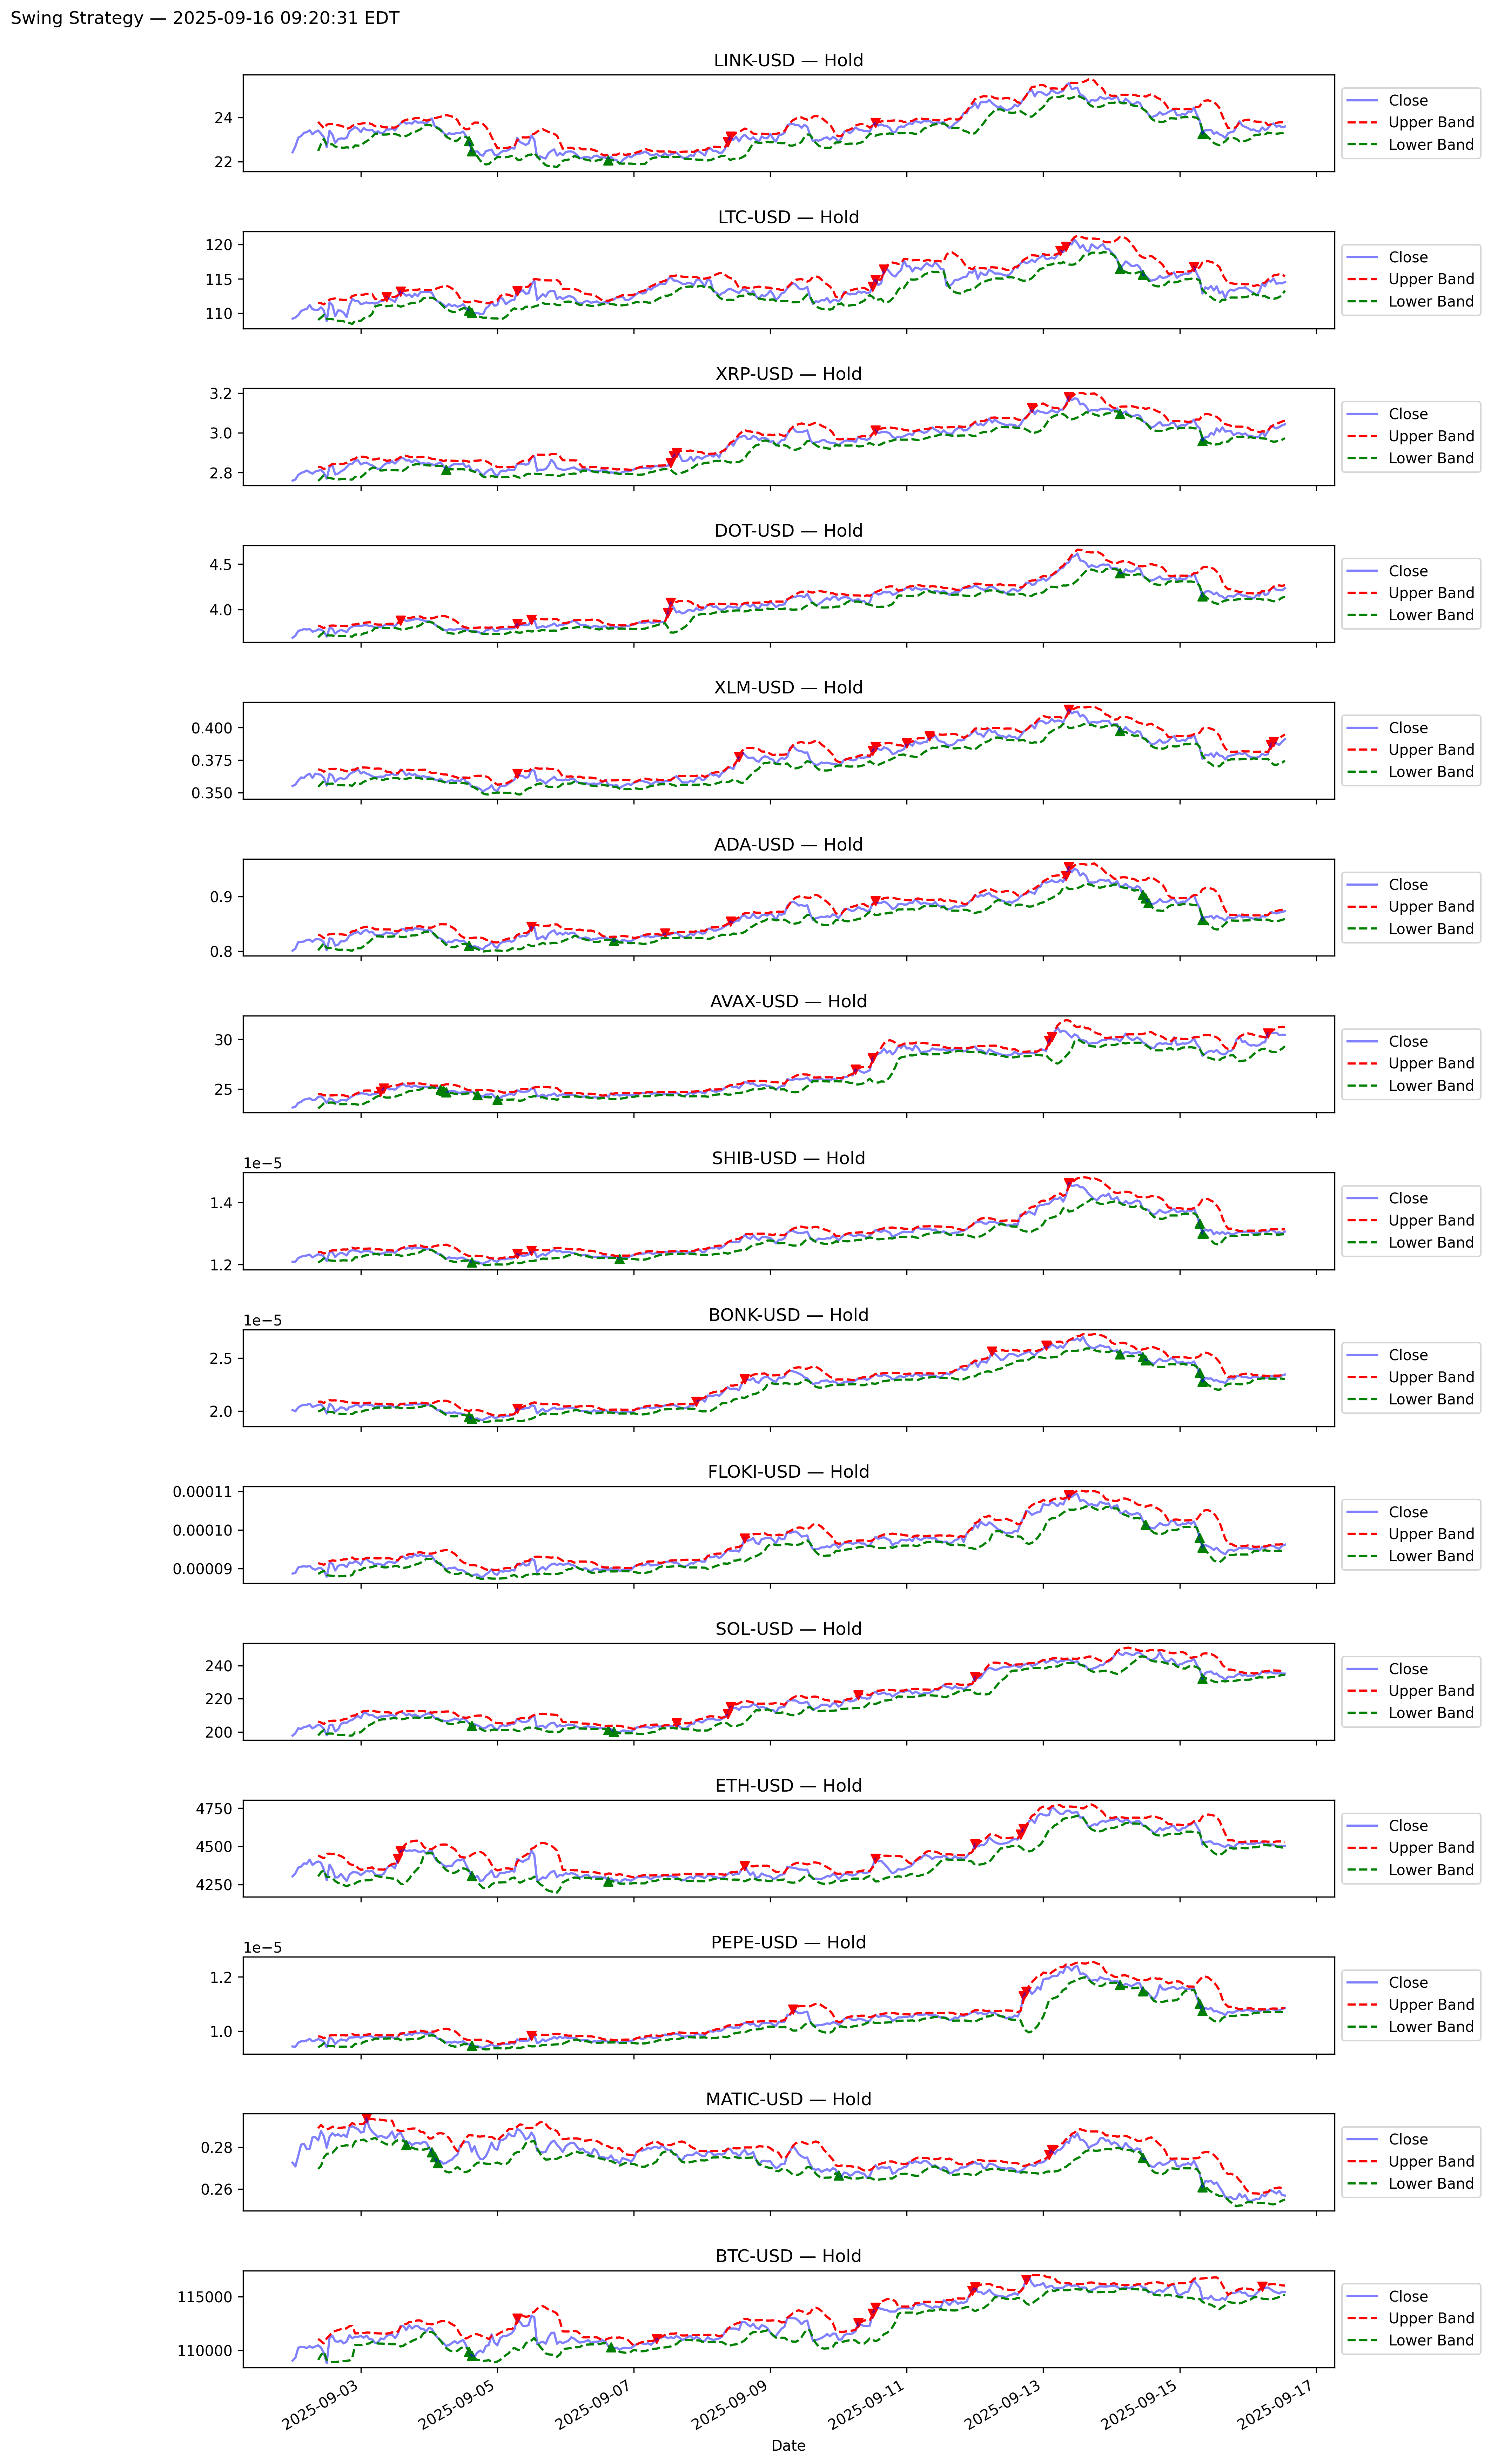 Swing Strategy — 2025-09-16 09:20:31 EDT
LINK-USD — Hold
24
22
Close
Upper Band
Lower Band
LTC-USD — Hold
120
115
110
Close
Upper Band
Lower Band
XRP-USD — Hold
3.2
3.0
2.8
Close
Upper Band
Lower Band
DOT-USD — Hold
4.5
4.0
Close
Upper Band
Lower Band
XLM-USD — Hold
0.400
0.375
0.350
Close
Upper Band
Lower Band
ADA-USD — Hold
0.9
0.8
Close
Upper Band
Lower Band
AVAX-USD — Hold
30
25
Close
Upper Band
Lower Band
SHIB-USD — Hold
1e−5
1.4
1.2
Close
Upper Band
Lower Band
BONK-USD — Hold
1e−5
2.5
2.0
Close
Upper Band
Lower Band
FLOKI-USD — Hold
0.00011
0.00010
0.00009
Close
Upper Band
Lower Band
SOL-USD — Hold
240
220
200
Close
Upper Band
Lower Band
ETH-USD — Hold
4750
4500
4250
Close
Upper Band
Lower Band
PEPE-USD — Hold
1e−5
1.2
1.0
Close
Upper Band
Lower Band
MATIC-USD — Hold
0.28
0.26
Close
Upper Band
Lower Band
BTC-USD — Hold
115000
110000
Close
Upper Band
Lower Band
2025-09-03
2025-09-05
2025-09-07
2025-09-09
2025-09-11
2025-09-13
2025-09-15
2025-09-17
Date